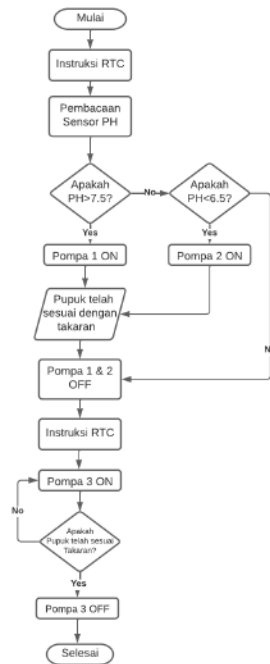 Mulai
Instruksi RTC
Pembacaan
Sensor PH
Apakah
PH>7.5?
No
Apakah
PH<6.5?
Yes
Yes
Pompa 1 ON
Pompa 2 ON
Pupuk telah
sesuai dengan
takaran
N
Pompa 1 & 2
OFF
Instruksi RTC
Pompa 3 ON
No
Apakah
Pupuk telah sesuai
Takaran?
Yes
Pompa 3 OFF
Selesai